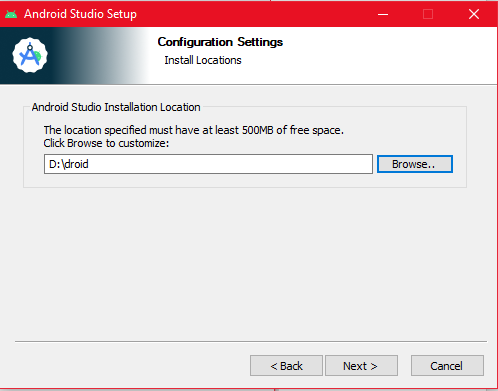 Android Studio Setup
Configuration Settings
Install Locations
Android Studio Installation Location
The location specified must have at least 500MB of free space.
Click Browse to customize:
D:\droid
Browse..
< Back
Next >
Cancel